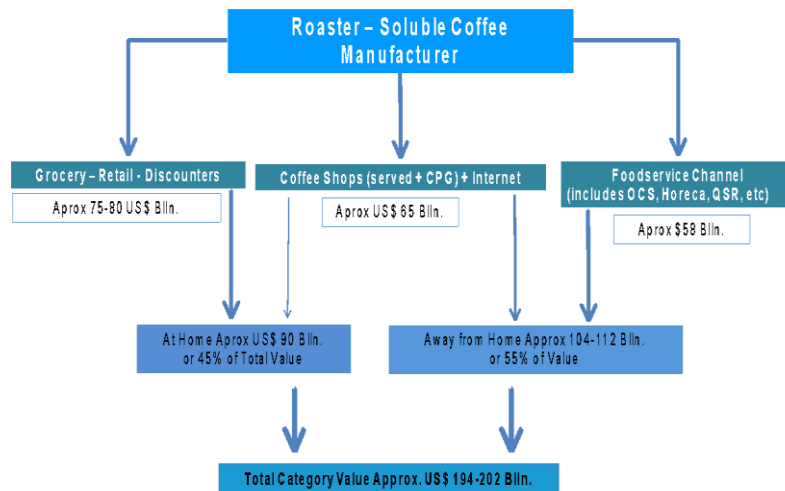 Roaster – Soluble Coffee
Manufacturer
Grocery – Retail - Discounters
Coffee Shops (served + CPG) + Internet
Foodservice Channel
(includes OCS, Horeca, QSR, etc)
Aprox 75-80 US$ Blln.
Aprox US$ 65 Blln.
Aprox $58 Blln.
At Home Aprox US$ 90 Blln.
or 45% of Total Value
Away from Home Approx 104-112 Blln.
or 55% of Value
Total Category Value Approx. US$ 194-202 Blln.